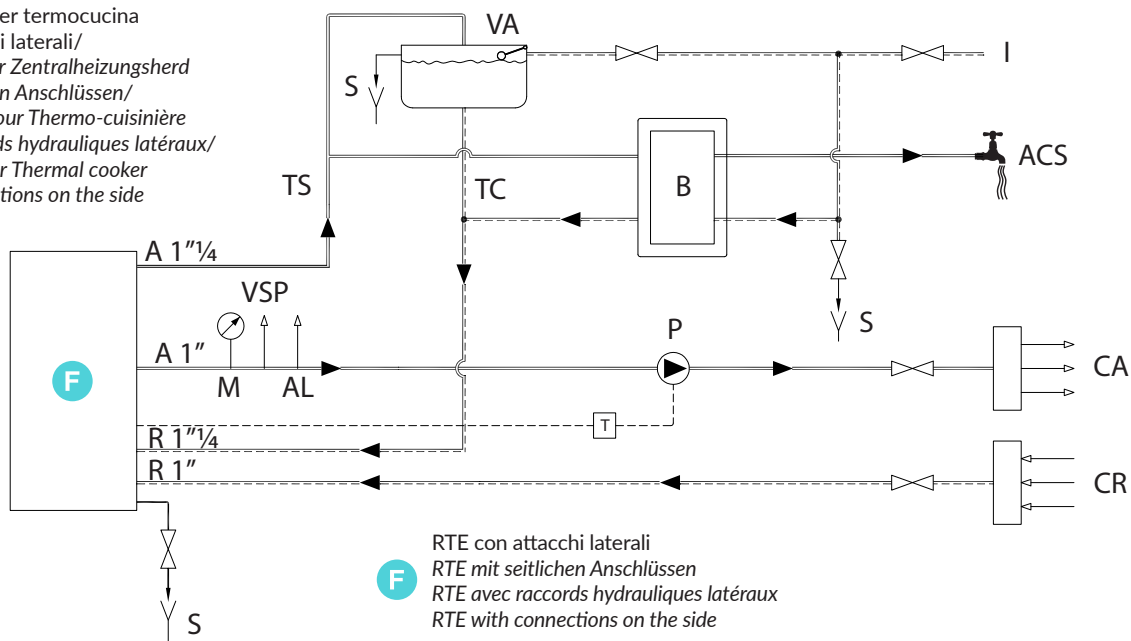 er termocucina
i laterali/
Zentralheizungsherd
n Anschlüssen/
our Thermo-cuisinière
ds hydrauliques latéraux/
r Thermal cooker
tions on the side
VA
I
S
ACS
TS
TC
B
A 1"¼
VSP
S
P
A 1"
F
M
AL
CA
T
R 1"¼
R 1"
CR
S
F
RTE con attacchi laterali
RTE mit seitlichen Anschlüssen
RTE avec raccords hydrauliques latéraux
RTE with connections on the side